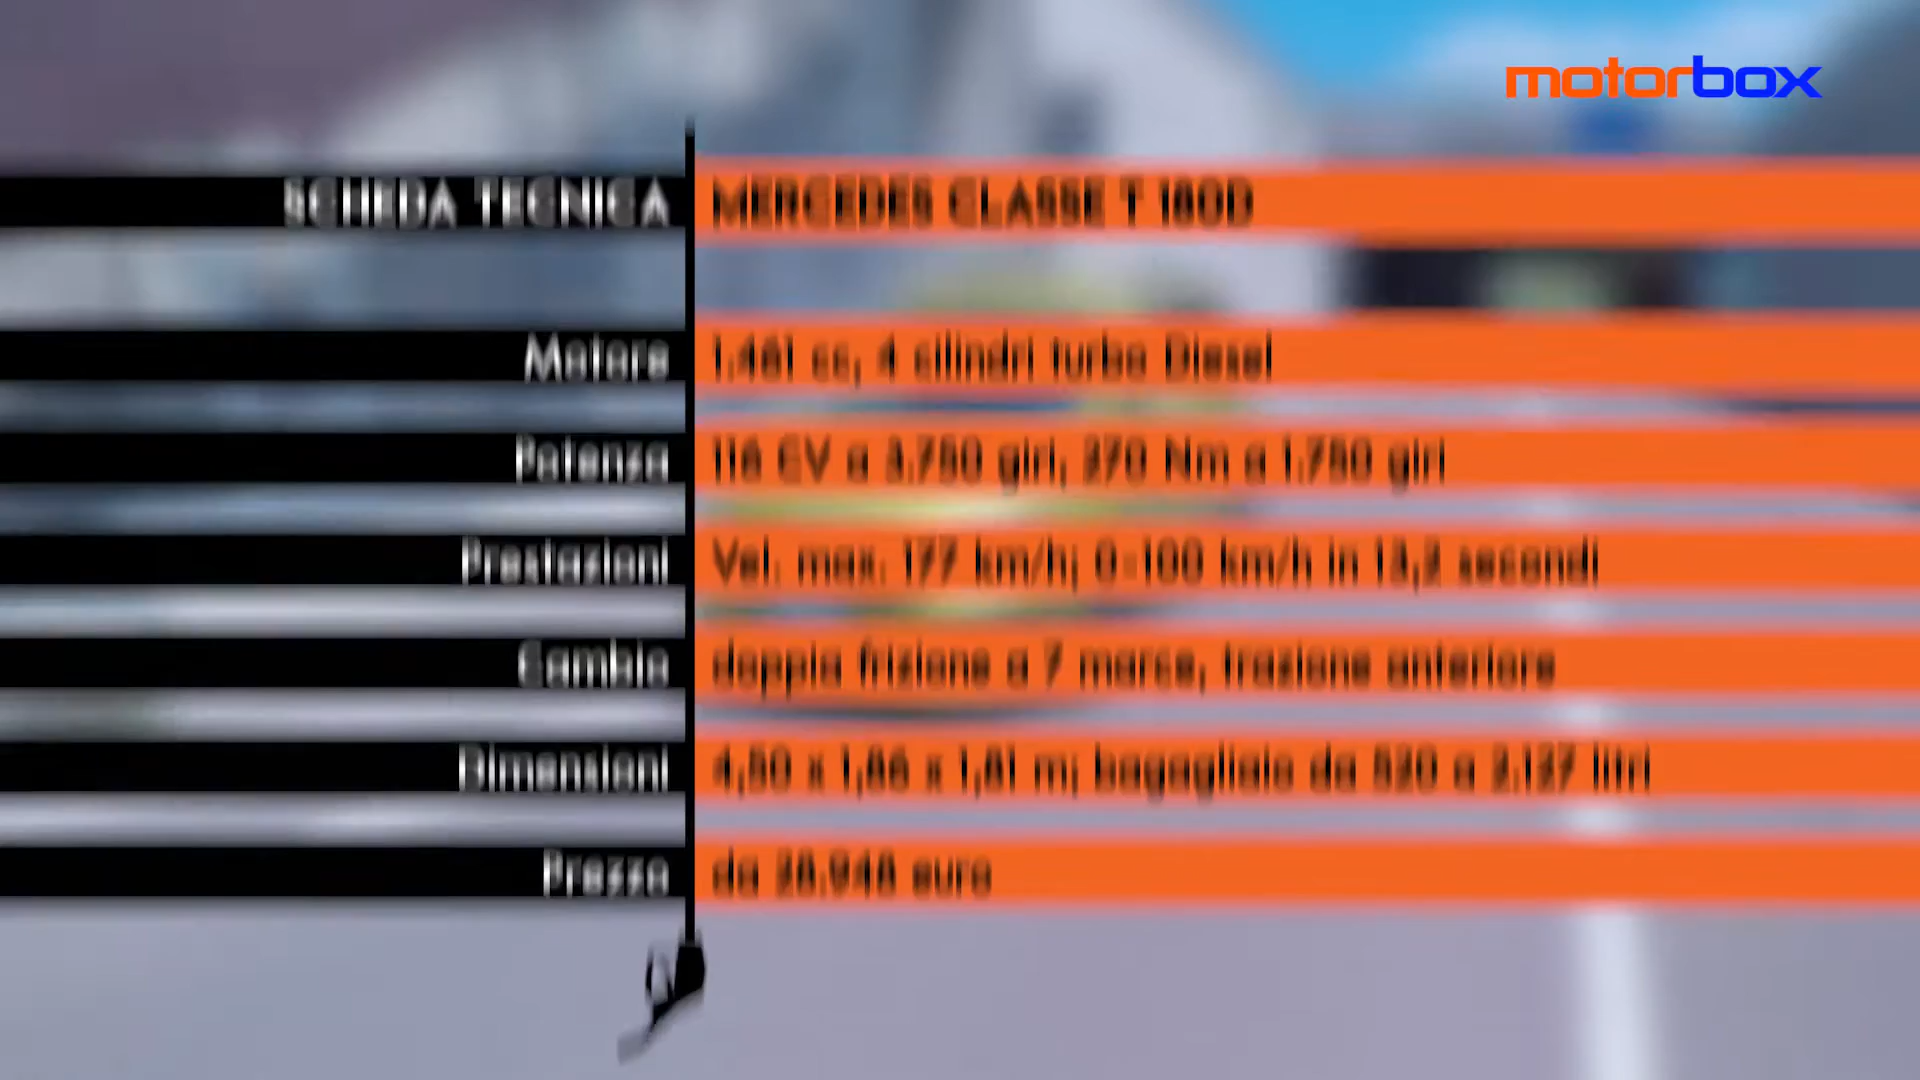 motorbox
SCHEDA TECNICA MERCEDES CLASSE T 180D
Motore 1.461 cc, 4 cilindri turbo Diesel
Potenza 116 CV a 3.750 giri, 270 Nm a 1.750 giri
Prestazioni Vel. max. 177 km/h; 0-100 km/h in 13,2 secondi
Cambio doppia frizione a 7 marce, trazione anteriore
Dimensioni 4,50 x 1,86 x 1,81 m; bagagliaio da 520 a 2.127 litri
Prezzo da euro